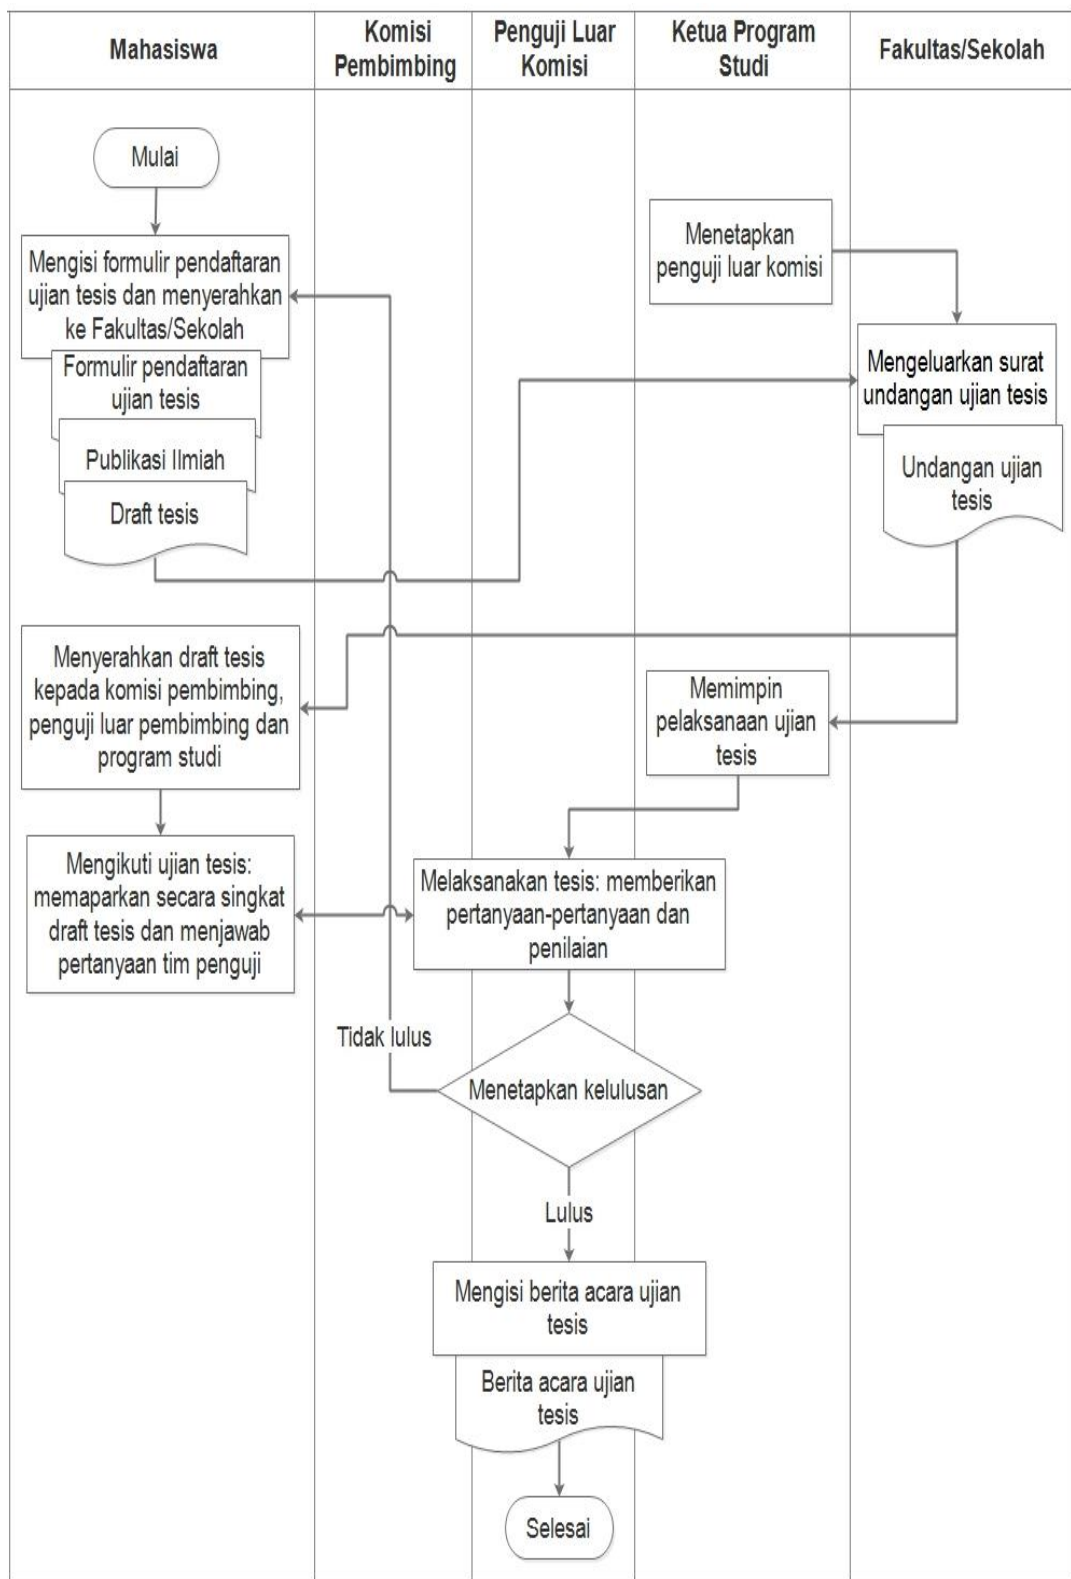 Mahasiswa
Komisi
Pembimbing
Penguji Luar
Komisi
Ketua Program
Studi
Fakultas/Sekolah
Mulai
Mengisi formulir pendaftaran
ujian tesis dan menyerahkan
ke Fakultas/Sekolah
Formulir pendaftaran
ujian tesis
Publikasi Ilmiah
Draft tesis
Menetapkan
penguji luar komisi
Mengeluarkan surat
undangan ujian tesis
Undangan ujian
tesis
Menyerahkan draft tesis
kepada komisi pembimbing,
penguji luar pembimbing dan
program studi
Memimpin
pelaksanaan ujian
tesis
Mengikuti ujian tesis:
memaparkan secara singkat
draft tesis dan menjawab
pertanyaan tim penguji
Melaksanakan tesis: memberikan
pertanyaan-pertanyaan dan
penilaian
Tidak lulus
Menetapkan kelulusan
Lulus
Mengisi berita acara ujian
tesis
Berita acara ujian
tesis
Selesai